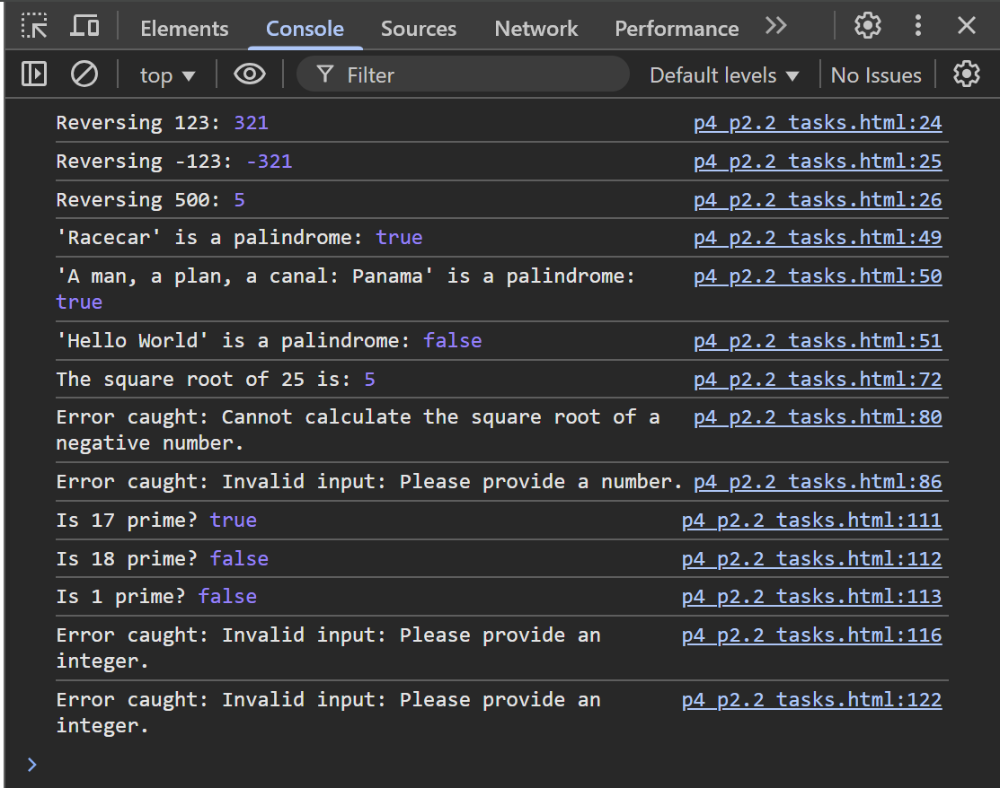 Elements Console Sources Network Performance
top ▼ Filter Default levels ▼ No Issues
Reversing 123: 321 p4_p2.2_tasks.html:24
Reversing -123: -321 p4_p2.2_tasks.html:25
Reversing 500: 5 p4_p2.2_tasks.html:26
'Racecar' is a palindrome: true p4_p2.2_tasks.html:49
'A man, a plan, a canal: Panama' is a palindrome: p4_p2.2_tasks.html:50
true
'Hello World' is a palindrome: false p4_p2.2_tasks.html:51
The square root of 25 is: 5 p4_p2.2_tasks.html:72
Error caught: Cannot calculate the square root of a p4_p2.2_tasks.html:80
negative number.
Error caught: Invalid input: Please provide a number. p4_p2.2_tasks.html:86
Is 17 prime? true p4_p2.2_tasks.html:111
Is 18 prime? false p4_p2.2_tasks.html:112
Is 1 prime? false p4_p2.2_tasks.html:113
Error caught: Invalid input: Please provide an p4_p2.2_tasks.html:116
integer.
Error caught: Invalid input: Please provide an p4_p2.2_tasks.html:122
integer.